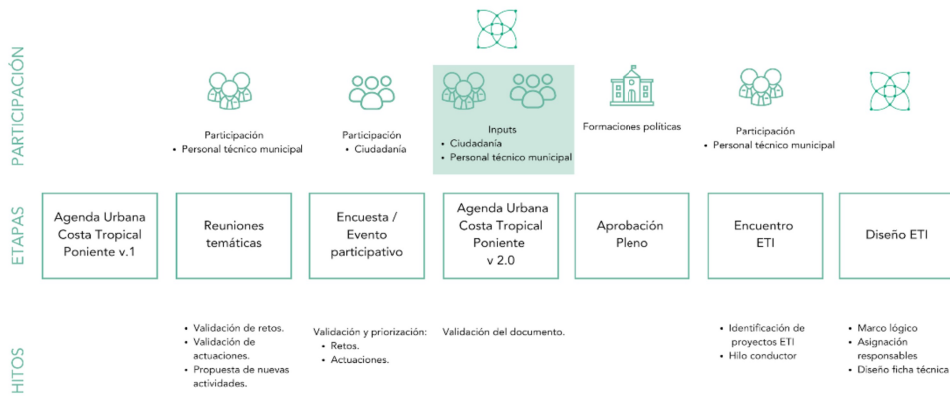 PARTICIPACIÓN
Participación
• Personal técnico municipal
Participación
• Ciudadanía
Inputs
• Ciudadanía
• Personal técnico municipal
Formaciones políticas
Participación
• Personal técnico municipal
ETAPAS
Agenda Urbana
Costa Tropical
Poniente v.1
Reuniones
temáticas
Encuesta /
Evento
participativo
Agenda Urbana
Costa Tropical
Poniente
v 2.0
Aprobación
Pleno
Encuentro
ETI
Diseño ETI
HITOS
• Validación de retos.
• Validación de
actuaciones.
• Propuesta de nuevas
actividades.
Validación y priorización:
• Retos.
• Actuaciones.
Validación del documento.
• Identificación de
proyectos ETI
• Hilo conductor
• Marco lógico
• Asignación
responsables
• Diseño ficha técnica